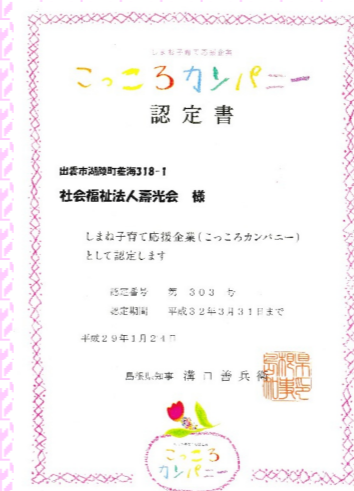 しまね子育て応援企業
こっころカンパニー
認定書
出雲市湖陵町差海318-1
社会福祉法人壽光会 様
しまね子育て応援企業(こっころカンパニー)
として認定します
認定番号 第 303 号
認定期間 平成32年3月31日まで
平成29年1月24日
島根県知事 溝口善兵衛
こっころ
カンパニー